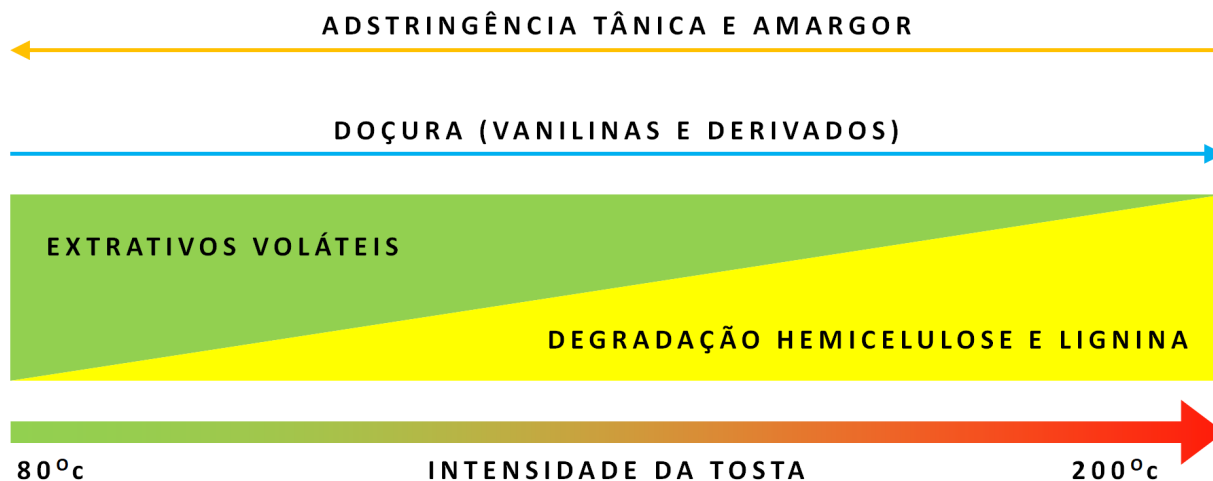 ADSTRINGÊNCIA TÂNICA E AMARGOR
DOÇURA (VANILINAS E DERIVADOS)
EXTRATIVOS VOLÁTEIS
DEGRADAÇÃO HEMICELULOSE E LIGNINA
80ºc INTENSIDADE DA TOSTA 200ºc